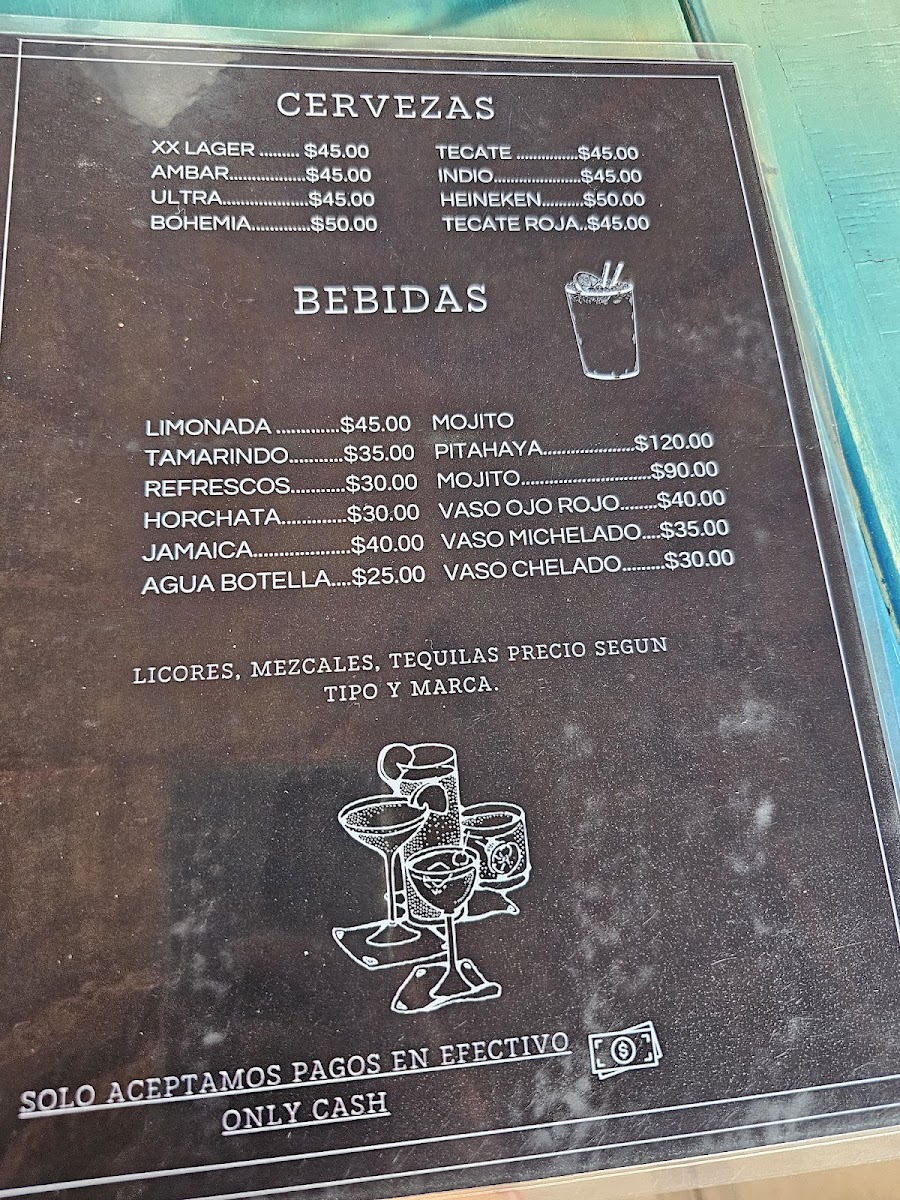 CERVEZAS
XX LAGER ......... $45.00
AMBAR.................$45.00
ULTRA...................$45.00
BOHEMIA.............$50.00
TECATE ...............$45.00
INDIO.....................$45.00
HEINEKEN..........$50.00
TECATE ROJA..$45.00
BEBIDAS
LIMONADA .............$45.00
TAMARINDO...........$35.00
REFRESCOS..........$30.00
HORCHATA.............$30.00
JAMAICA....................$40.00
AGUA BOTELLA....$25.00
MOJITO
PITAHAYA...................$120.00
MOJITO...........................$90.00
VASO OJO ROJO........$40.00
VASO MICHELADO....$35.00
VASO CHELADO.........$30.00
LICORES, MEZCALES, TEQUILAS PRECIO SEGUN
TIPO Y MARCA.
SOLO ACEPTAMOS PAGOS EN EFECTIVO
$
ONLY CASH